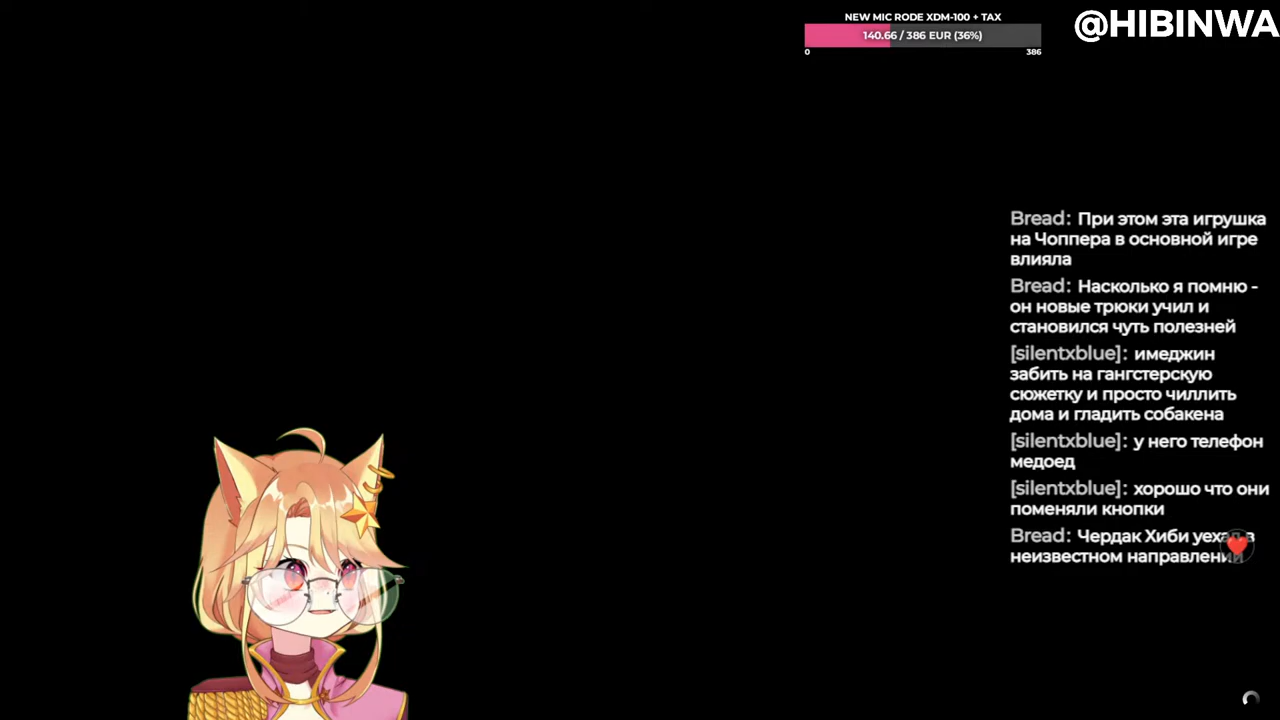 NEW MIC RODE XDM-100 + TAX
140.66 / 386 EUR (36%)
0
386
@HIBINWA
Bread: При этом эта игрушка
на Чоппера в основной игре
влияла
Bread: Насколько я помню -
он новые трюки учил и
становился чуть полезней
[silentxblue]: имеджин
забить на гангстерскую
сюжетку и просто чиллить
дома и гладить собакена
[silentxblue]: у него телефон
медоед
[silentxblue]: хорошо что они
поменяли кнопки
Bread: Чердак Хиби уехал в
неизвестном направлении